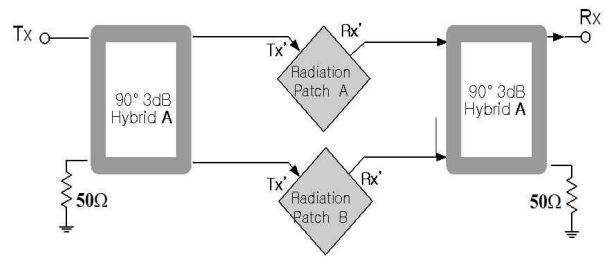 Tx
Rx
Tx'
Rx'
Radiation
Patch A
90° 3dB
Hybrid A
90° 3dB
Hybrid A
Tx'
Rx'
Radiation
Patch B
50Ω
50Ω